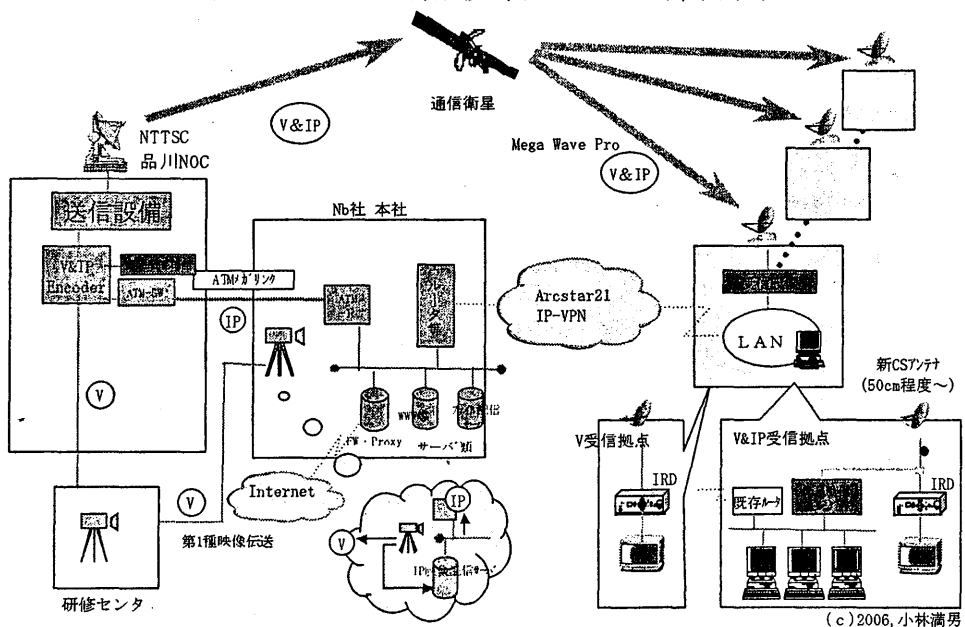 通信衛星
V&IP
NTTSC
品川NOC
Mega Wave Pro
V&IP
送信設備
Nb社 本社
V&IP
Encoder
ATM-GW
ATMメガリンク
IP
Arcstar21
IP-VPN
LAN
新CSアンテナ
(50cm程度~)
V
WWW
FW・Proxy
サーバ類
V受信拠点
V&IP受信拠点
Internet
IRD
既存ルータ
IRD
V
第1種映像伝送
V
IP
研修センタ
(c)2006,小林満男